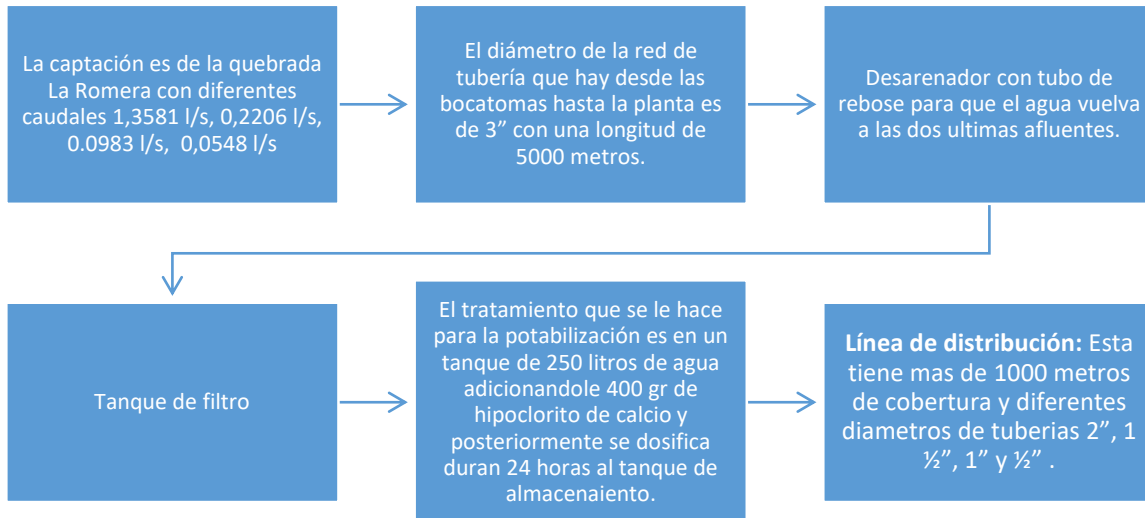 La captación es de la quebrada
La Romera con diferentes
caudales 1,3581 l/s, 0,2206 l/s,
0.0983 l/s, 0,0548 l/s
El diámetro de la red de
tubería que hay desde las
bocatomas hasta la planta es
de 3” con una longitud de
5000 metros.
Desarenador con tubo de
rebose para que el agua vuelva
a las dos ultimas afluentes.
Tanque de filtro
El tratamiento que se le hace
para la potabilización es en un
tanque de 250 litros de agua
adicionandole 400 gr de
hipoclorito de calcio y
posteriormente se dosifica
duran 24 horas al tanque de
almacenaiento.
Línea de distribución: Esta
tiene mas de 1000 metros
de cobertura y diferentes
diametros de tuberias 2”, 1
½”, 1” y ½” .